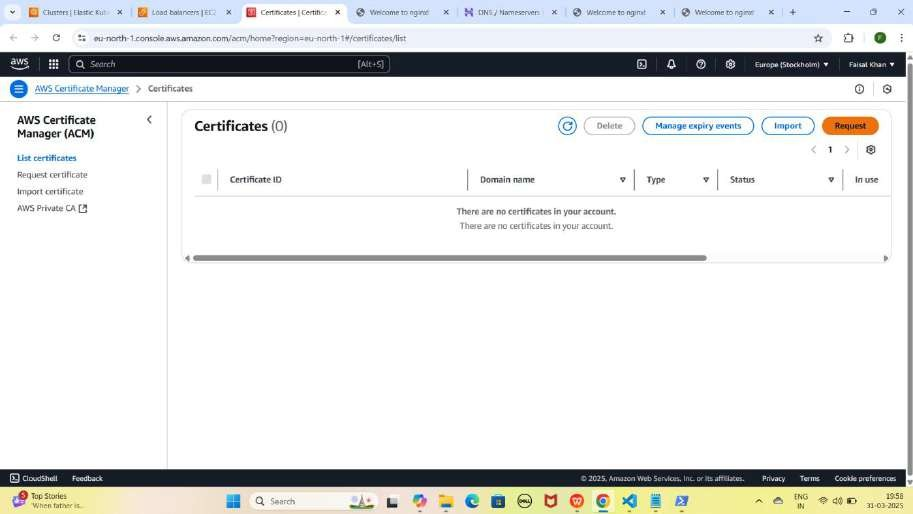 Clusters | Elastic Kub
Load balancers | EC2
Certificates | Certific
Welcome to nginx!
DNS / Nameservers
Welcome to nginx!
Welcome to nginx!
eu-north-1.console.aws.amazon.com/acm/home?region=eu-north-1#/certificates/list
F
aws
Search
[Alt+S]
Europe (Stockholm)
Faisal Khan
AWS Certificate Manager
Certificates
AWS Certificate
Manager (ACM)
List certificates
Request certificate
Import certificate
AWS Private CA
Certificates (0)
Delete
Manage expiry events
Import
Request
1
Certificate ID
Domain name
Type
Status
In use
There are no certificates in your account.
There are no certificates in your account.
CloudShell
Feedback
© 2025, Amazon Web Services, Inc. or its affiliates.
Privacy
Terms
Cookie preferences
5
Top Stories
'When father is...
Search
DELL
ENG
IN
19:58
31-03-2025